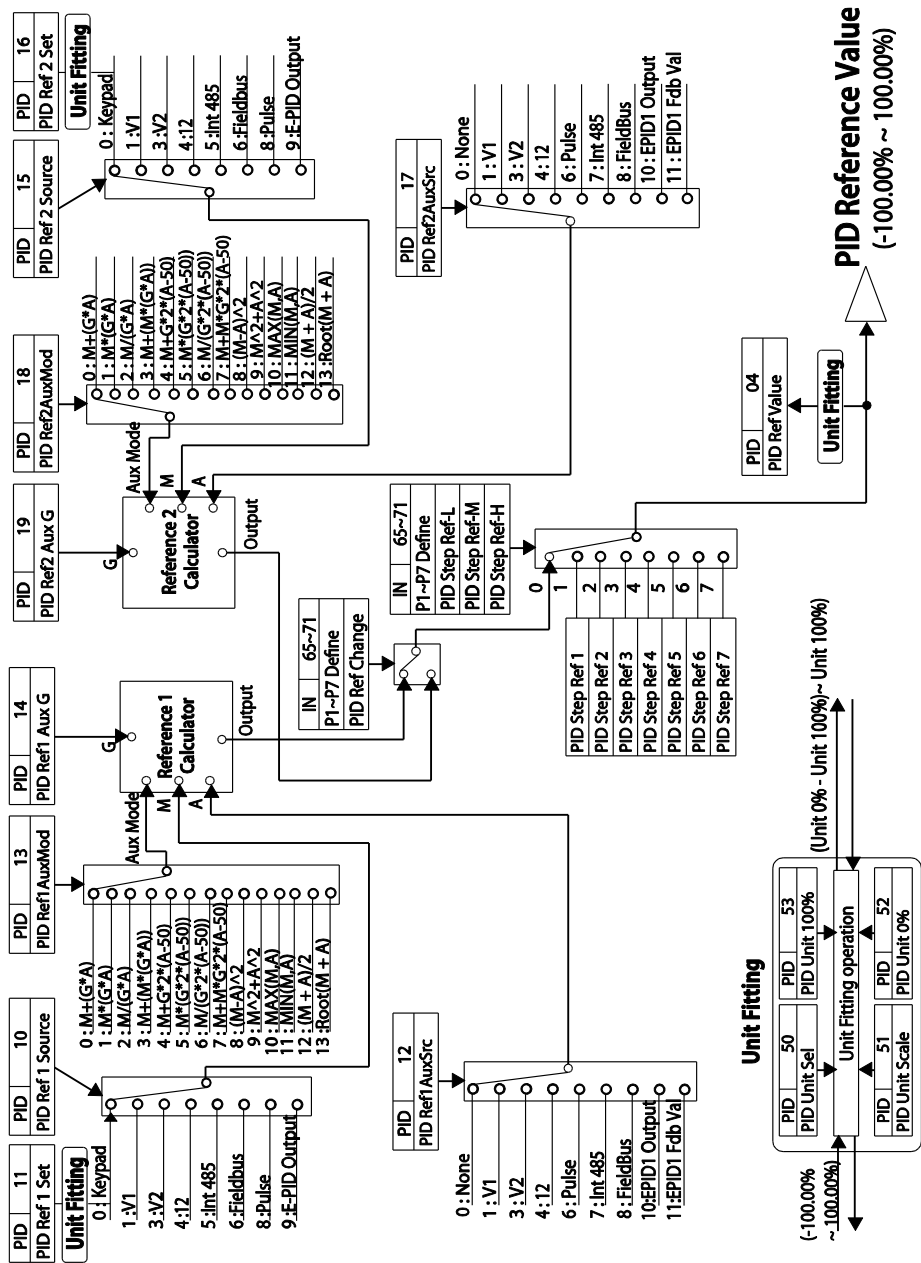 PID 11
PID Ref 1 Set
Unit Fitting
PID 10
PID Ref 1 Source
0 : Keypad
1 :V1
3 :V2
4 :I2
5 :Int 485
6 :Fieldbus
8 :Pulse
9 :E-PID Output
PID 13
PID Ref1AuxMod
0 : M+(G*A)
1 : M*(G*A)
2 : M/(G*A)
3 : M+(M*(G*A))
4 : M+G*2*(A-50)
5 : M*(G*2*(A-50))
6 : M/(G*2*(A-50))
7 : M+M*G*2*(A-50)
8 : (M-A)^2
9 : M^2+A^2
10 : MAX(M,A)
11 : MIN(M,A)
12 : (M + A)/2
13 :Root(M + A)
PID 14
PID Ref1 Aux G
G
Aux Mode
M
A
Reference 1
Calculator
Output
PID 19
PID Ref2 Aux G
G
Reference 2
Calculator
Aux Mode
M
A
Output
PID 18
PID Ref2AuxMod
0 : M+(G*A)
1 : M*(G*A)
2 : M/(G*A)
3 : M+(M*(G*A))
4 : M+G*2*(A-50)
5 : M*(G*2*(A-50))
6 : M/(G*2*(A-50))
7 : M+M*G*2*(A-50)
8 : (M-A)^2
9 : M^2+A^2
10 : MAX(M,A)
11 : MIN(M,A)
12 : (M + A)/2
13 :Root(M + A)
PID 15
PID Ref 2 Source
PID 16
PID Ref 2 Set
Unit Fitting
0 : Keypad
1 :V1
3 :V2
4 :I2
5 :Int 485
6 :Fieldbus
8 :Pulse
9 :E-PID Output
PID 12
PID Ref1AuxSrc
0 : None
1 : V1
3 : V2
4 : I2
6 : Pulse
7 : Int 485
8 : FieldBus
10:EPID1 Output
11:EPID1 Fdb Val
IN 65~71
P1~P7 Define
PID Ref Change
IN 65~71
P1~P7 Define
PID Step Ref-L
PID Step Ref-M
PID Step Ref-H
PID 17
PID Ref2AuxSrc
0 : None
1 : V1
3 : V2
4 : I2
6 : Pulse
7 : Int 485
8 : FieldBus
10 : EPID1 Output
11 : EPID1 Fdb Val
0
1
2
3
4
5
6
7
PID Step Ref 1
PID Step Ref 2
PID Step Ref 3
PID Step Ref 4
PID Step Ref 5
PID Step Ref 6
PID Step Ref 7
PID 04
PID Ref Value
Unit Fitting
PID Reference Value
(-100.00% ~ 100.00%)
Unit Fitting
PID 50
PID Unit Sel
PID 53
PID Unit 100%
(-100.00%
~ 100.00%)
Unit Fitting operation
(Unit 0% - Unit 100%)~ Unit 100%)
PID 51
PID Unit Scale
PID 52
PID Unit 0%